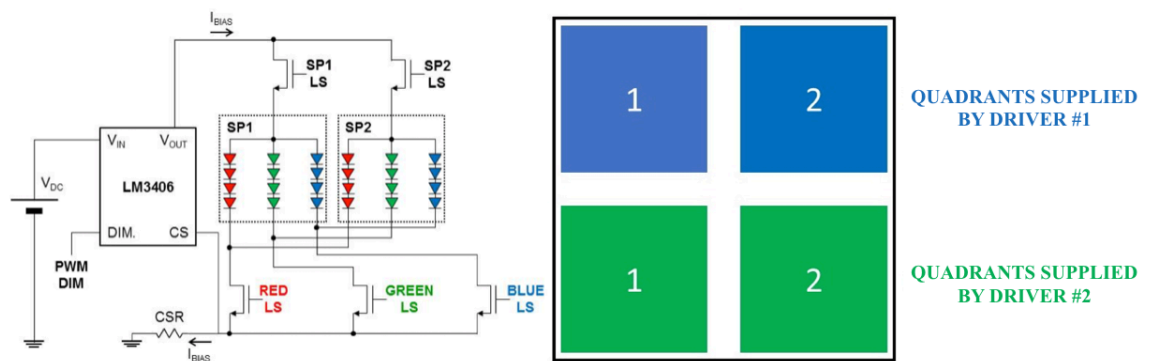 IBIAS
SP1
LS
SP2
LS
SP1
SP2
VIN
VOUT
LM3406
VDC
DIM.
CS
PWM
DIM
RED
LS
GREEN
LS
BLUE
LS
CSR
IBIAS
1
2
QUADRANTS SUPPLIED
BY DRIVER #1
1
2
QUADRANTS SUPPLIED
BY DRIVER #2